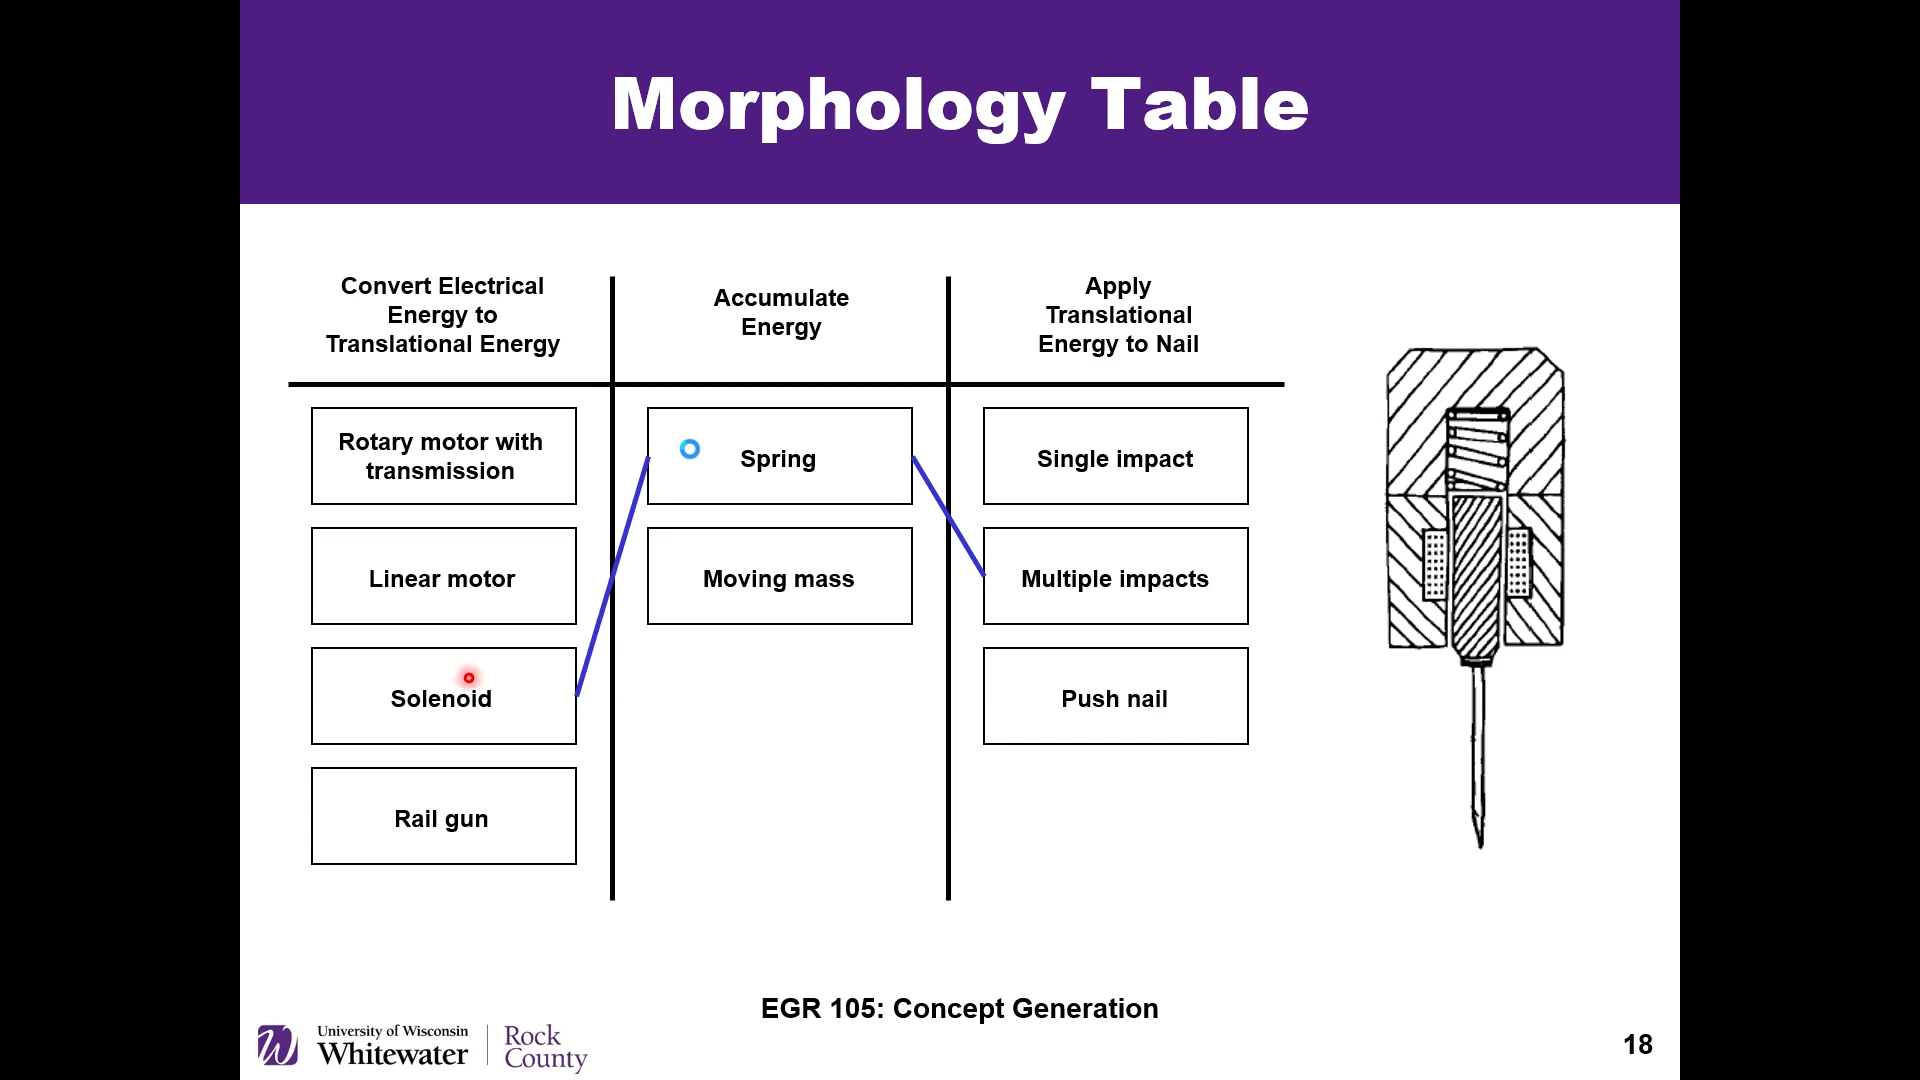 Morphology Table
Convert Electrical
Energy to
Translational Energy
Accumulate
Energy
Apply
Translational
Energy to Nail
Rotary motor with
transmission
Spring
Single impact
Linear motor
Moving mass
Multiple impacts
Solenoid
Push nail
Rail gun
EGR 105: Concept Generation
University of Wisconsin
Whitewater
Rock
County
18